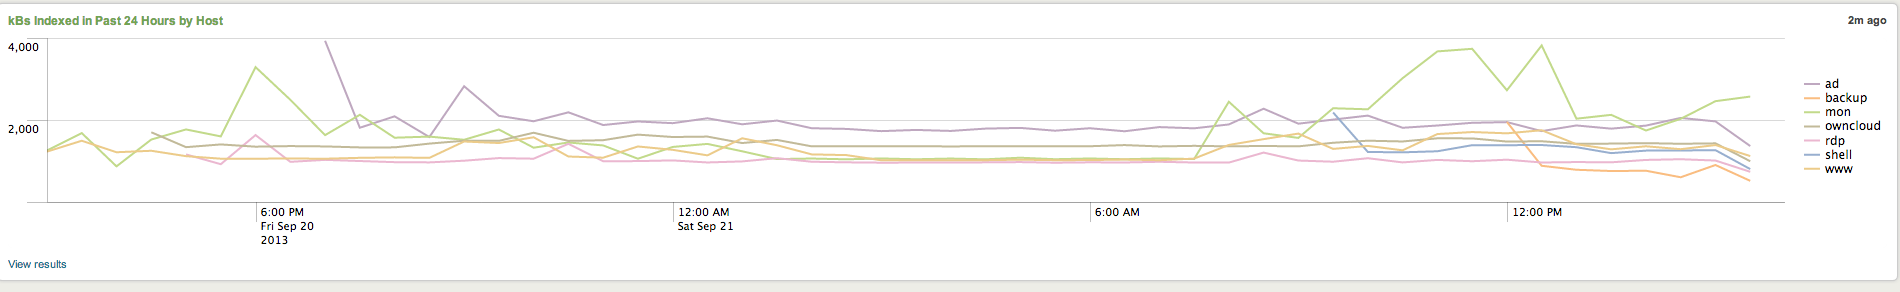 kBs Indexed in Past 24 Hours by Host
2m ago
4,000
2,000
ad
backup
mon
owncloud
rdp
shell
www
6:00 PM
Fri Sep 20
2013
12:00 AM
Sat Sep 21
6:00 AM
12:00 PM
View results